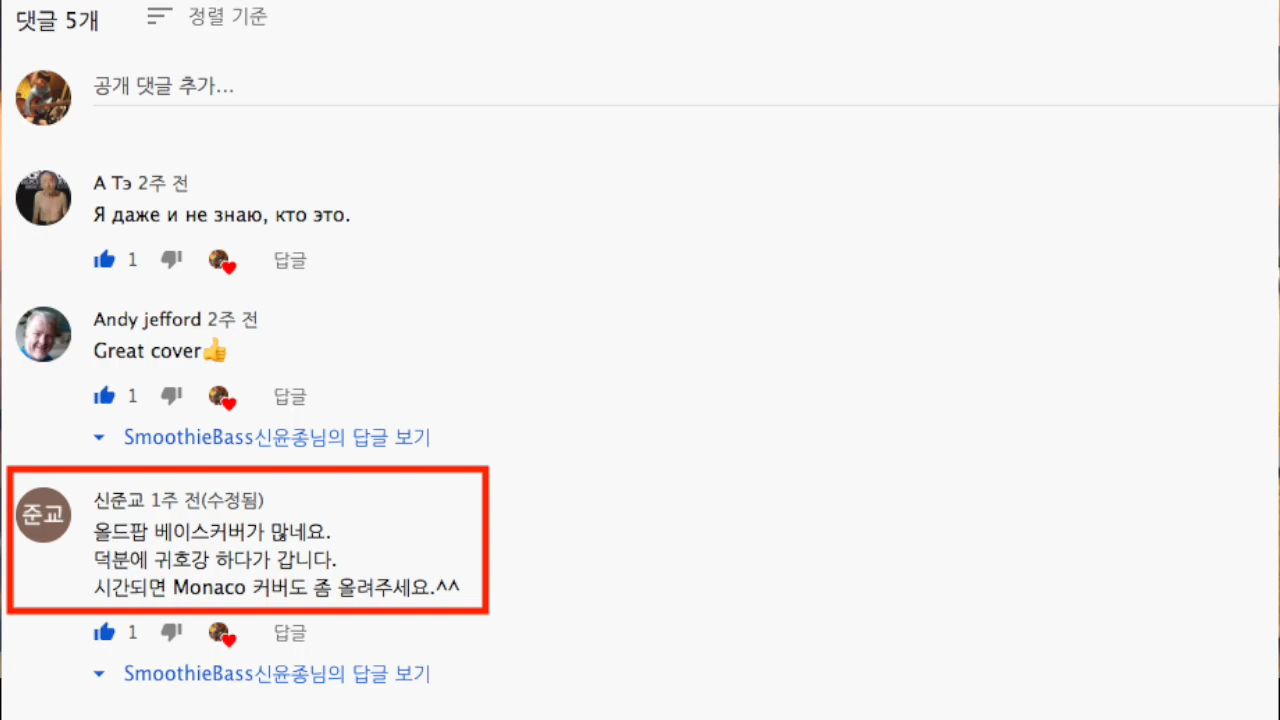 댓글 5개
정렬 기준
공개 댓글 추가...
А Тэ 2주 전
Я даже и не знаю, кто это.
1 답글
Andy jefford 2주 전
Great cover👍
1 답글
SmoothieBass신윤종님의 답글 보기
준교
신준교 1주 전(수정됨)
올드팝 베이스커버가 많네요.
덕분에 귀호강 하다가 갑니다.
시간되면 Monaco 커버도 좀 올려주세요.^^
1 답글
SmoothieBass신윤종님의 답글 보기